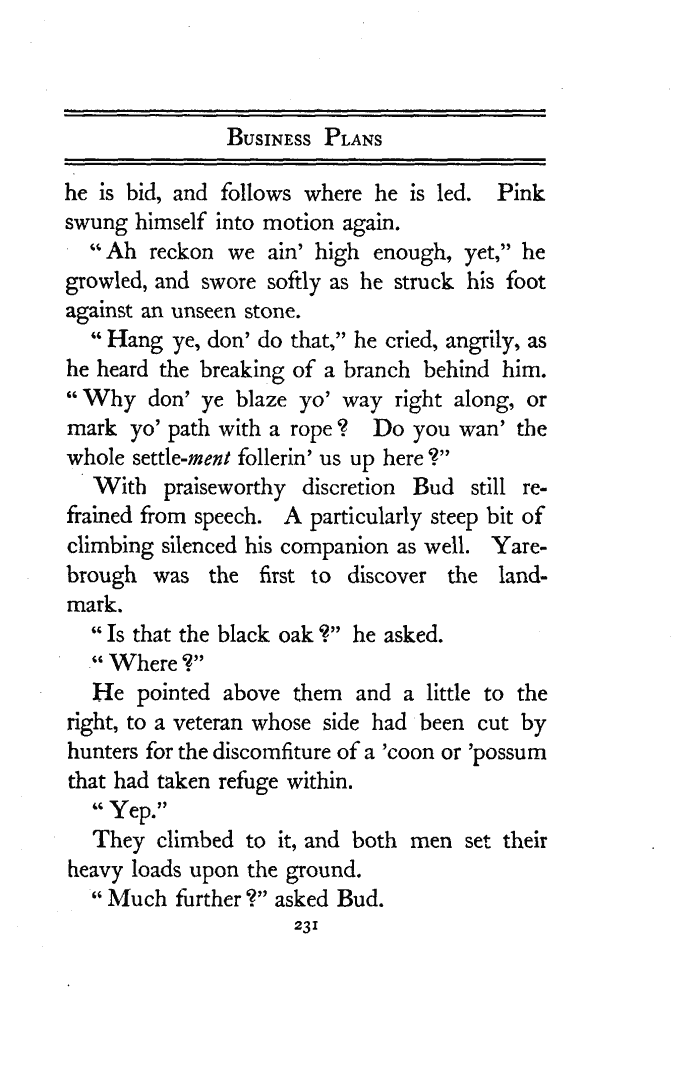 Business Plans
he is bid, and follows where he is led. Pink
swung himself into motion again.
“Ah reckon we ain’ high enough, yet,” he
growled, and swore softly as he struck his foot
against an unseen stone.
“Hang ye, don’ do that,” he cried, angrily, as
he heard the breaking of a branch behind him.
“Why don’ ye blaze yo’ way right along, or
mark yo’ path with a rope? Do you wan’ the
whole settle-ment follerin’ us up here?”
With praiseworthy discretion Bud still re-
frained from speech. A particularly steep bit of
climbing silenced his companion as well. Yare-
brough was the first to discover the land-
mark.
“Is that the black oak?” he asked.
“Where?”
He pointed above them and a little to the
right, to a veteran whose side had been cut by
hunters for the discomfiture of a ’coon or ’possum
that had taken refuge within.
“Yep.”
They climbed to it, and both men set their
heavy loads upon the ground.
“Much further?” asked Bud.
231